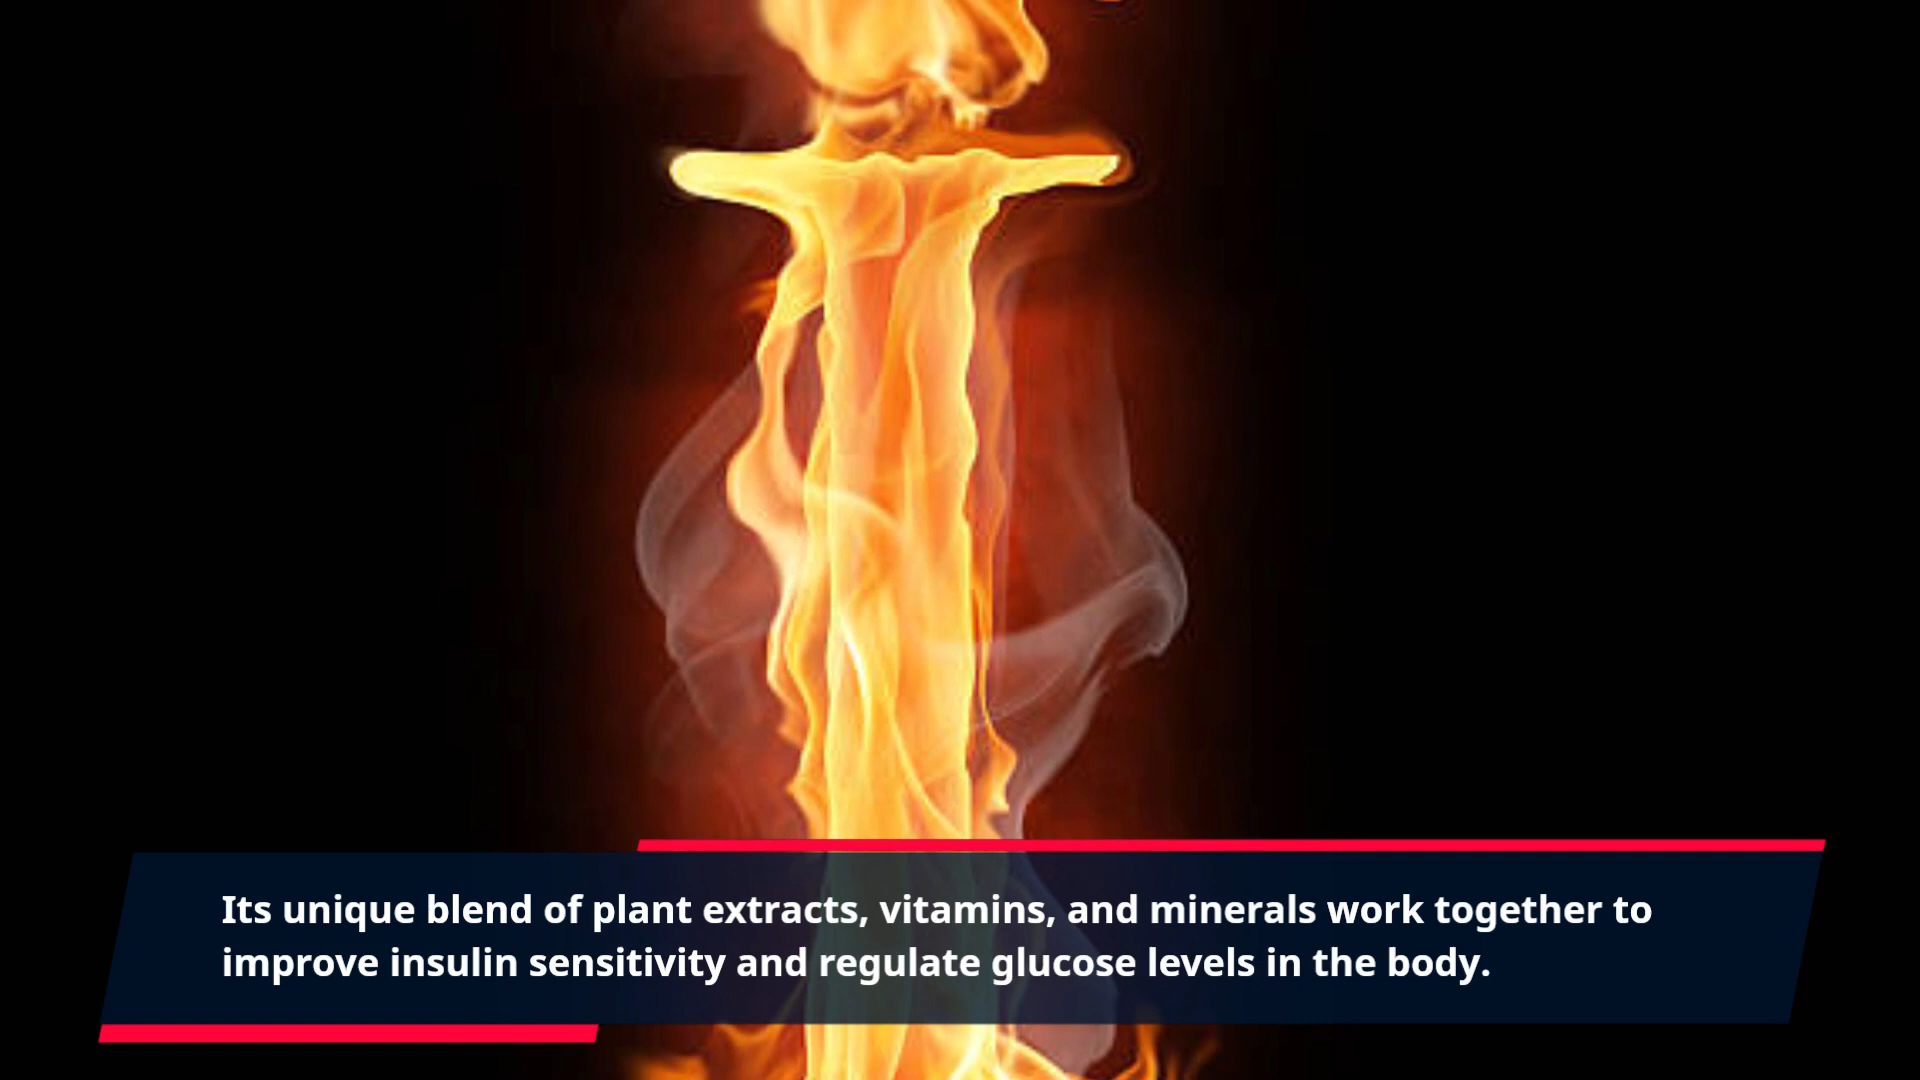 Its unique blend of plant extracts, vitamins, and minerals work together to
improve insulin sensitivity and regulate glucose levels in the body.